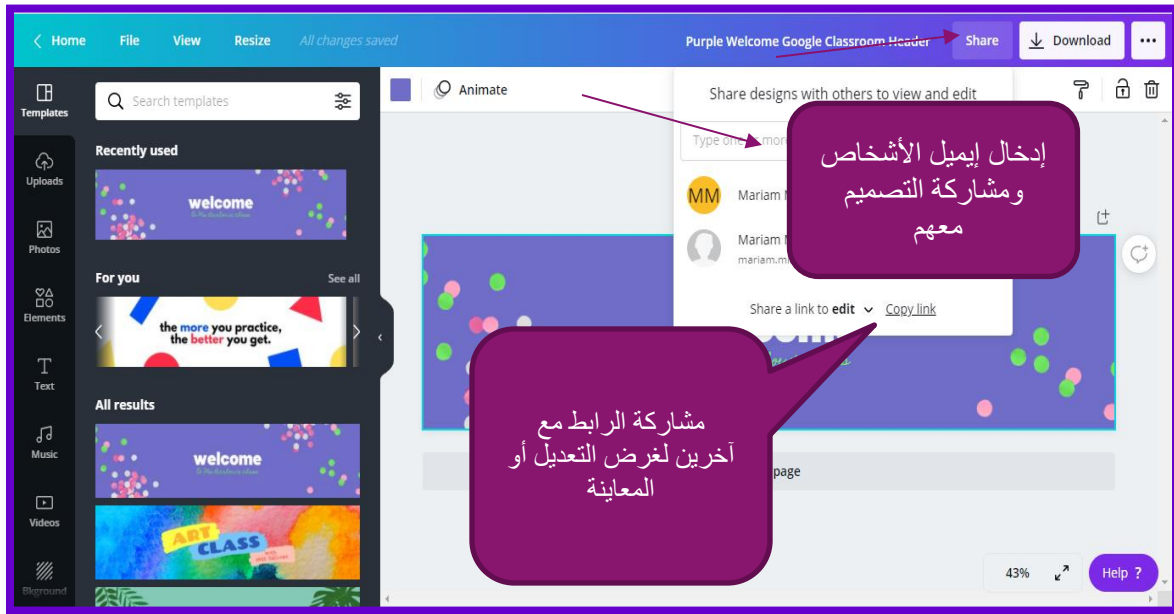 Home File View Resize All changes saved Purple Welcome Google Classroom Header Share Download
Templates
Uploads
Photos
Elements
Text
Music
Videos
Bkground
Search templates
Recently used
welcome
For you See all
the more you practice,
the better you get.
All results
welcome
ART
CLASS
Animate
Share designs with others to view and edit
Type one or more
MM Mariam
Mariam
Share a link to edit Copy link
إدخال إيميل الأشخاص
ومشاركة التصميم
معهم
مشاركة الرابط مع
آخرين لغرض التعديل أو
المعاينة
page
43% Help ?